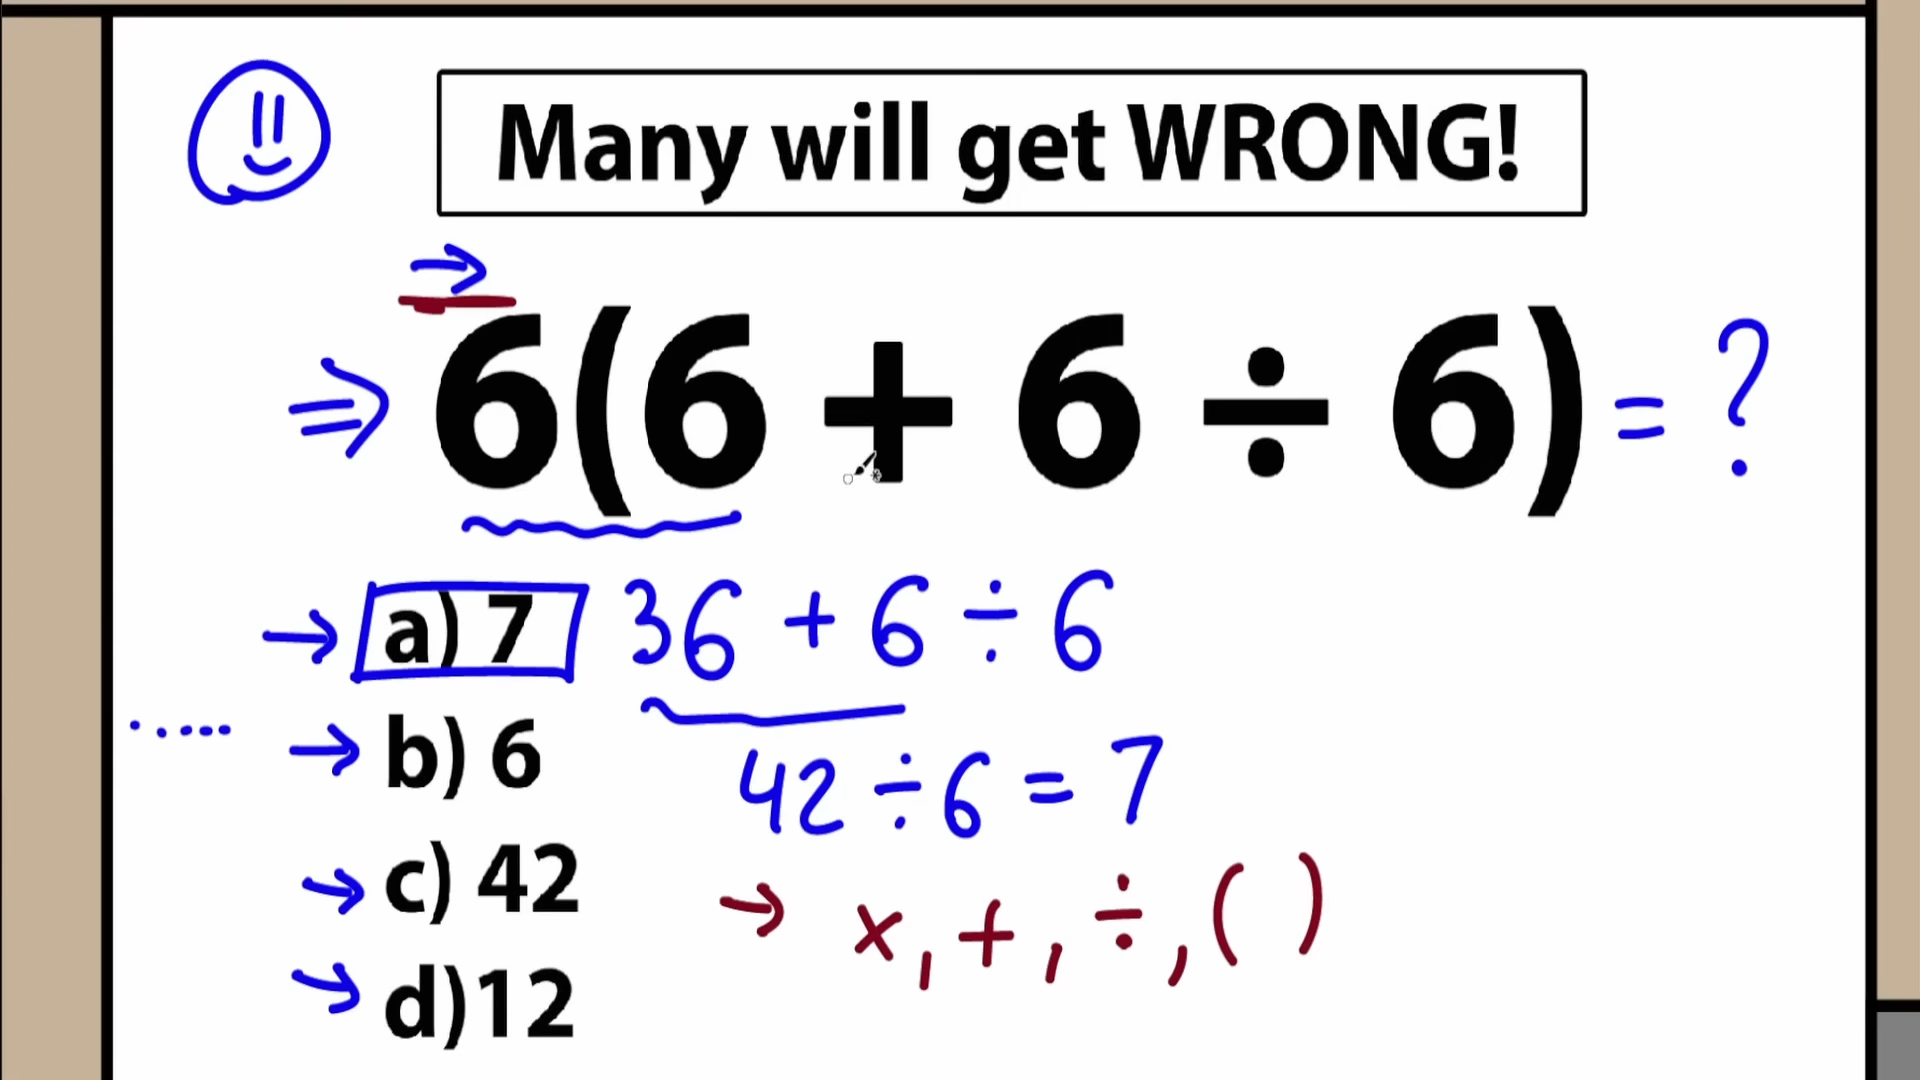 Many will get WRONG!
⇒ 6(6 + 6 ÷ 6) = ?
→ a) 7 36 + 6 ÷ 6
→ b) 6
42 ÷ 6 = 7
→ c) 42
→ x, +, ÷, ( )
→ d)12